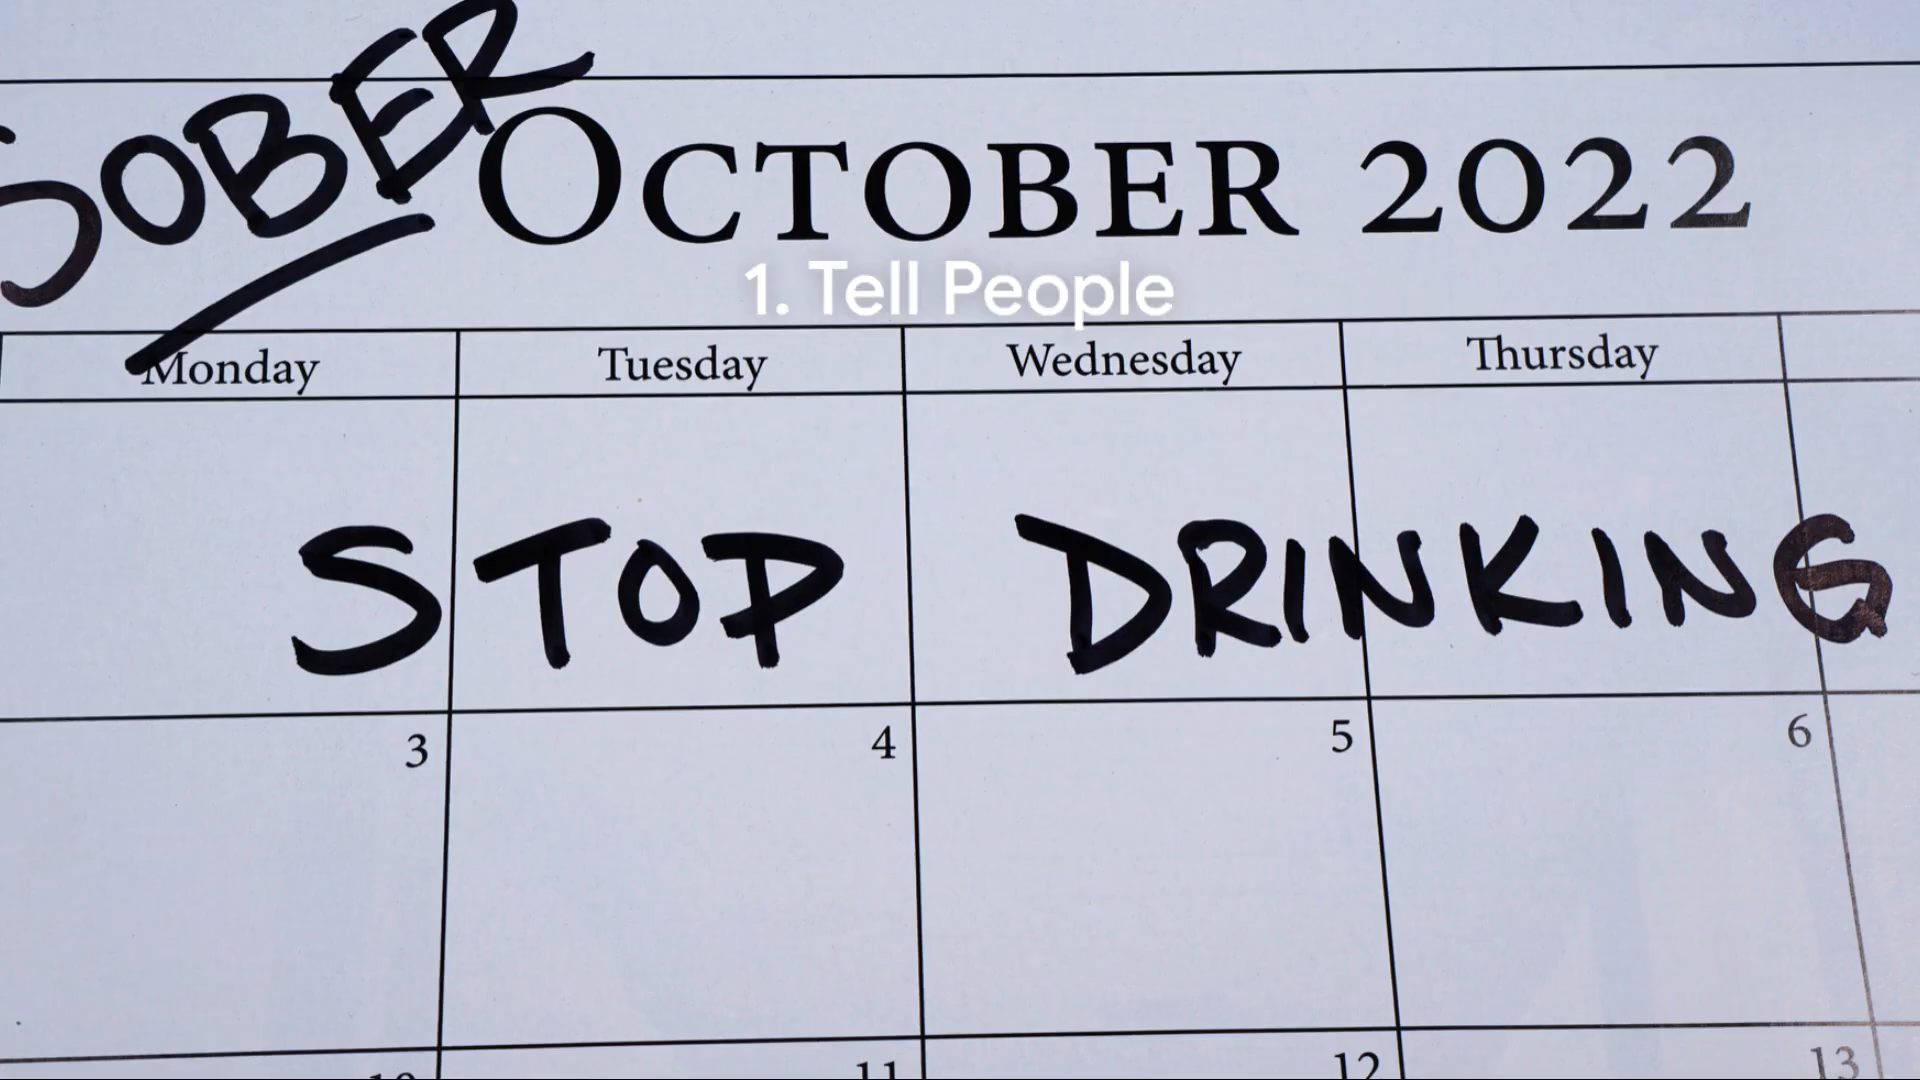 SOBER
OCTOBER 2022
1. Tell People
Monday Tuesday Wednesday Thursday
STOP DRINKING
3 4 5 6
10 11 12 13